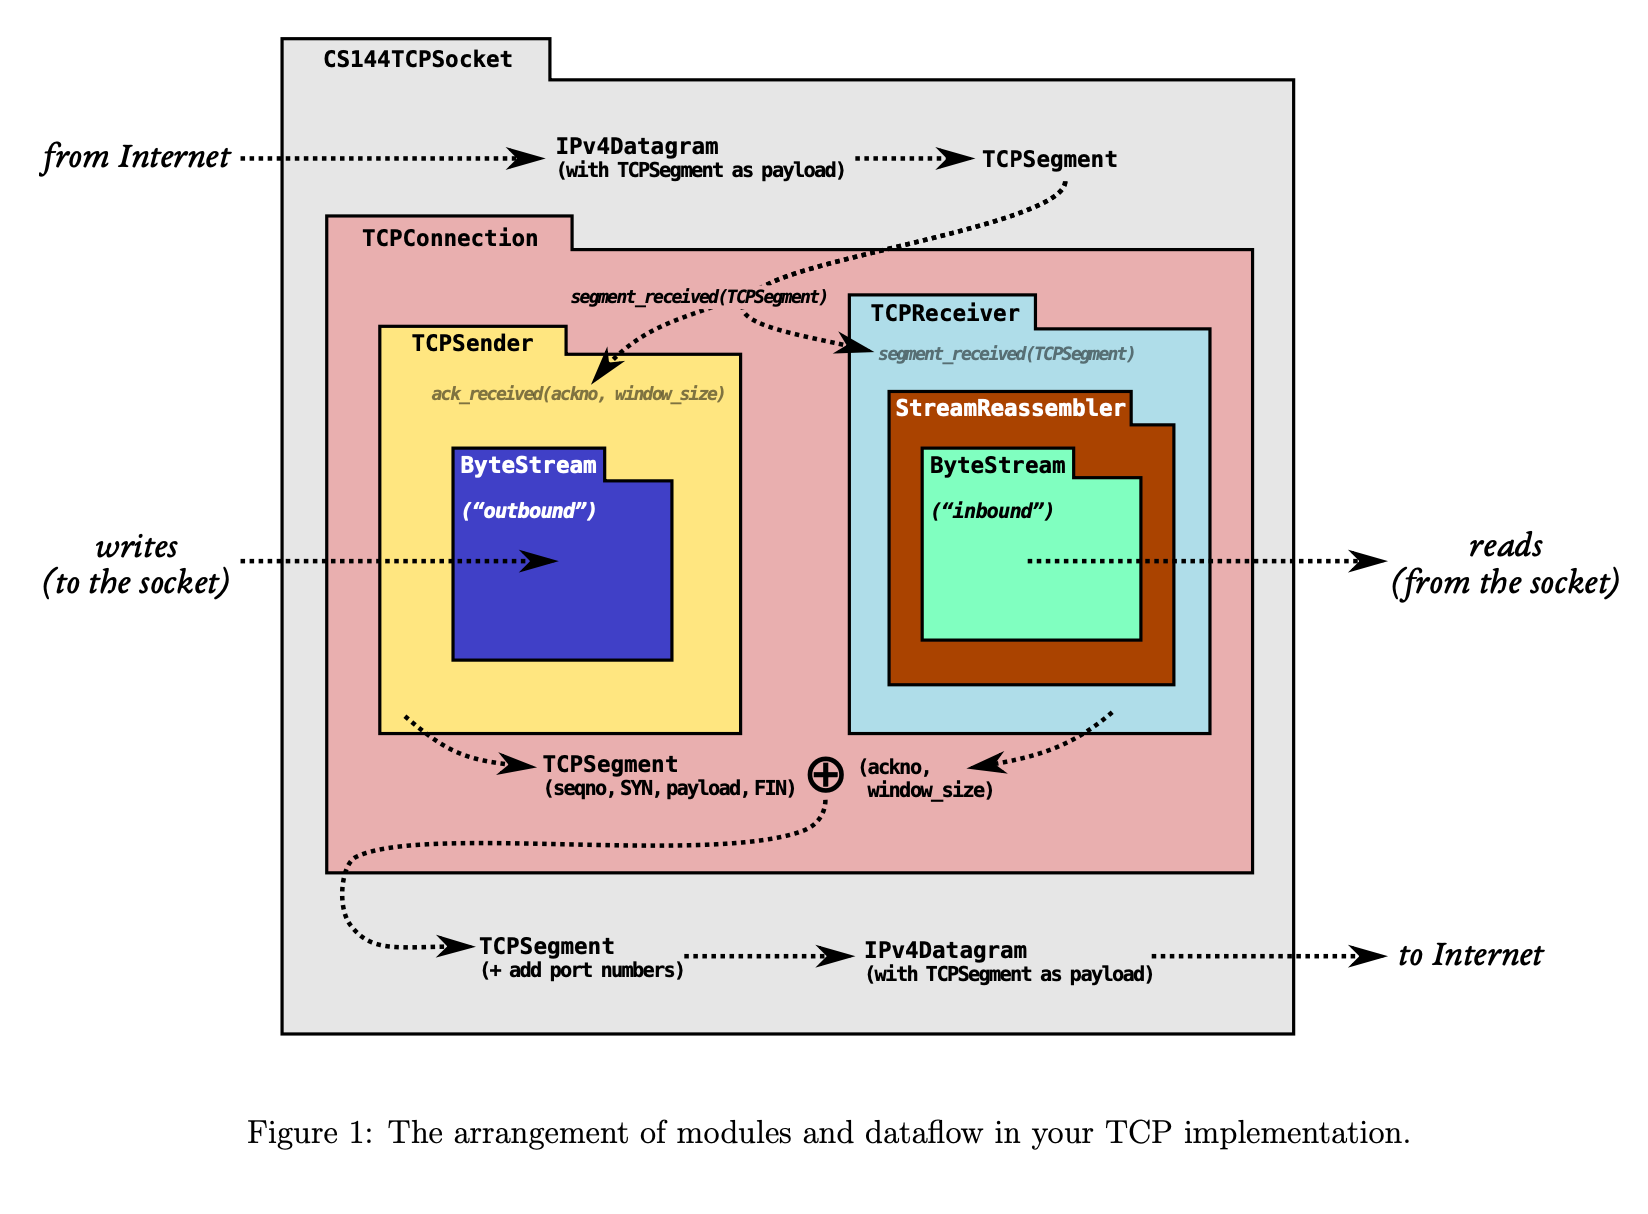 CS144TCPSocket
from Internet
IPv4Datagram
(with TCPSegment as payload)
TCPSegment
TCPConnection
segment_received(TCPSegment)
TCPSender
ack_received(ackno, window_size)
ByteStream
(“outbound”)
TCPReceiver
segment_received(TCPSegment)
StreamReassembler
ByteStream
(“inbound”)
writes
(to the socket)
reads
(from the socket)
TCPSegment
(seqno, SYN, payload, FIN)
(ackno,
window_size)
TCPSegment
(+ add port numbers)
IPv4Datagram
(with TCPSegment as payload)
to Internet
Figure 1: The arrangement of modules and dataflow in your TCP implementation.